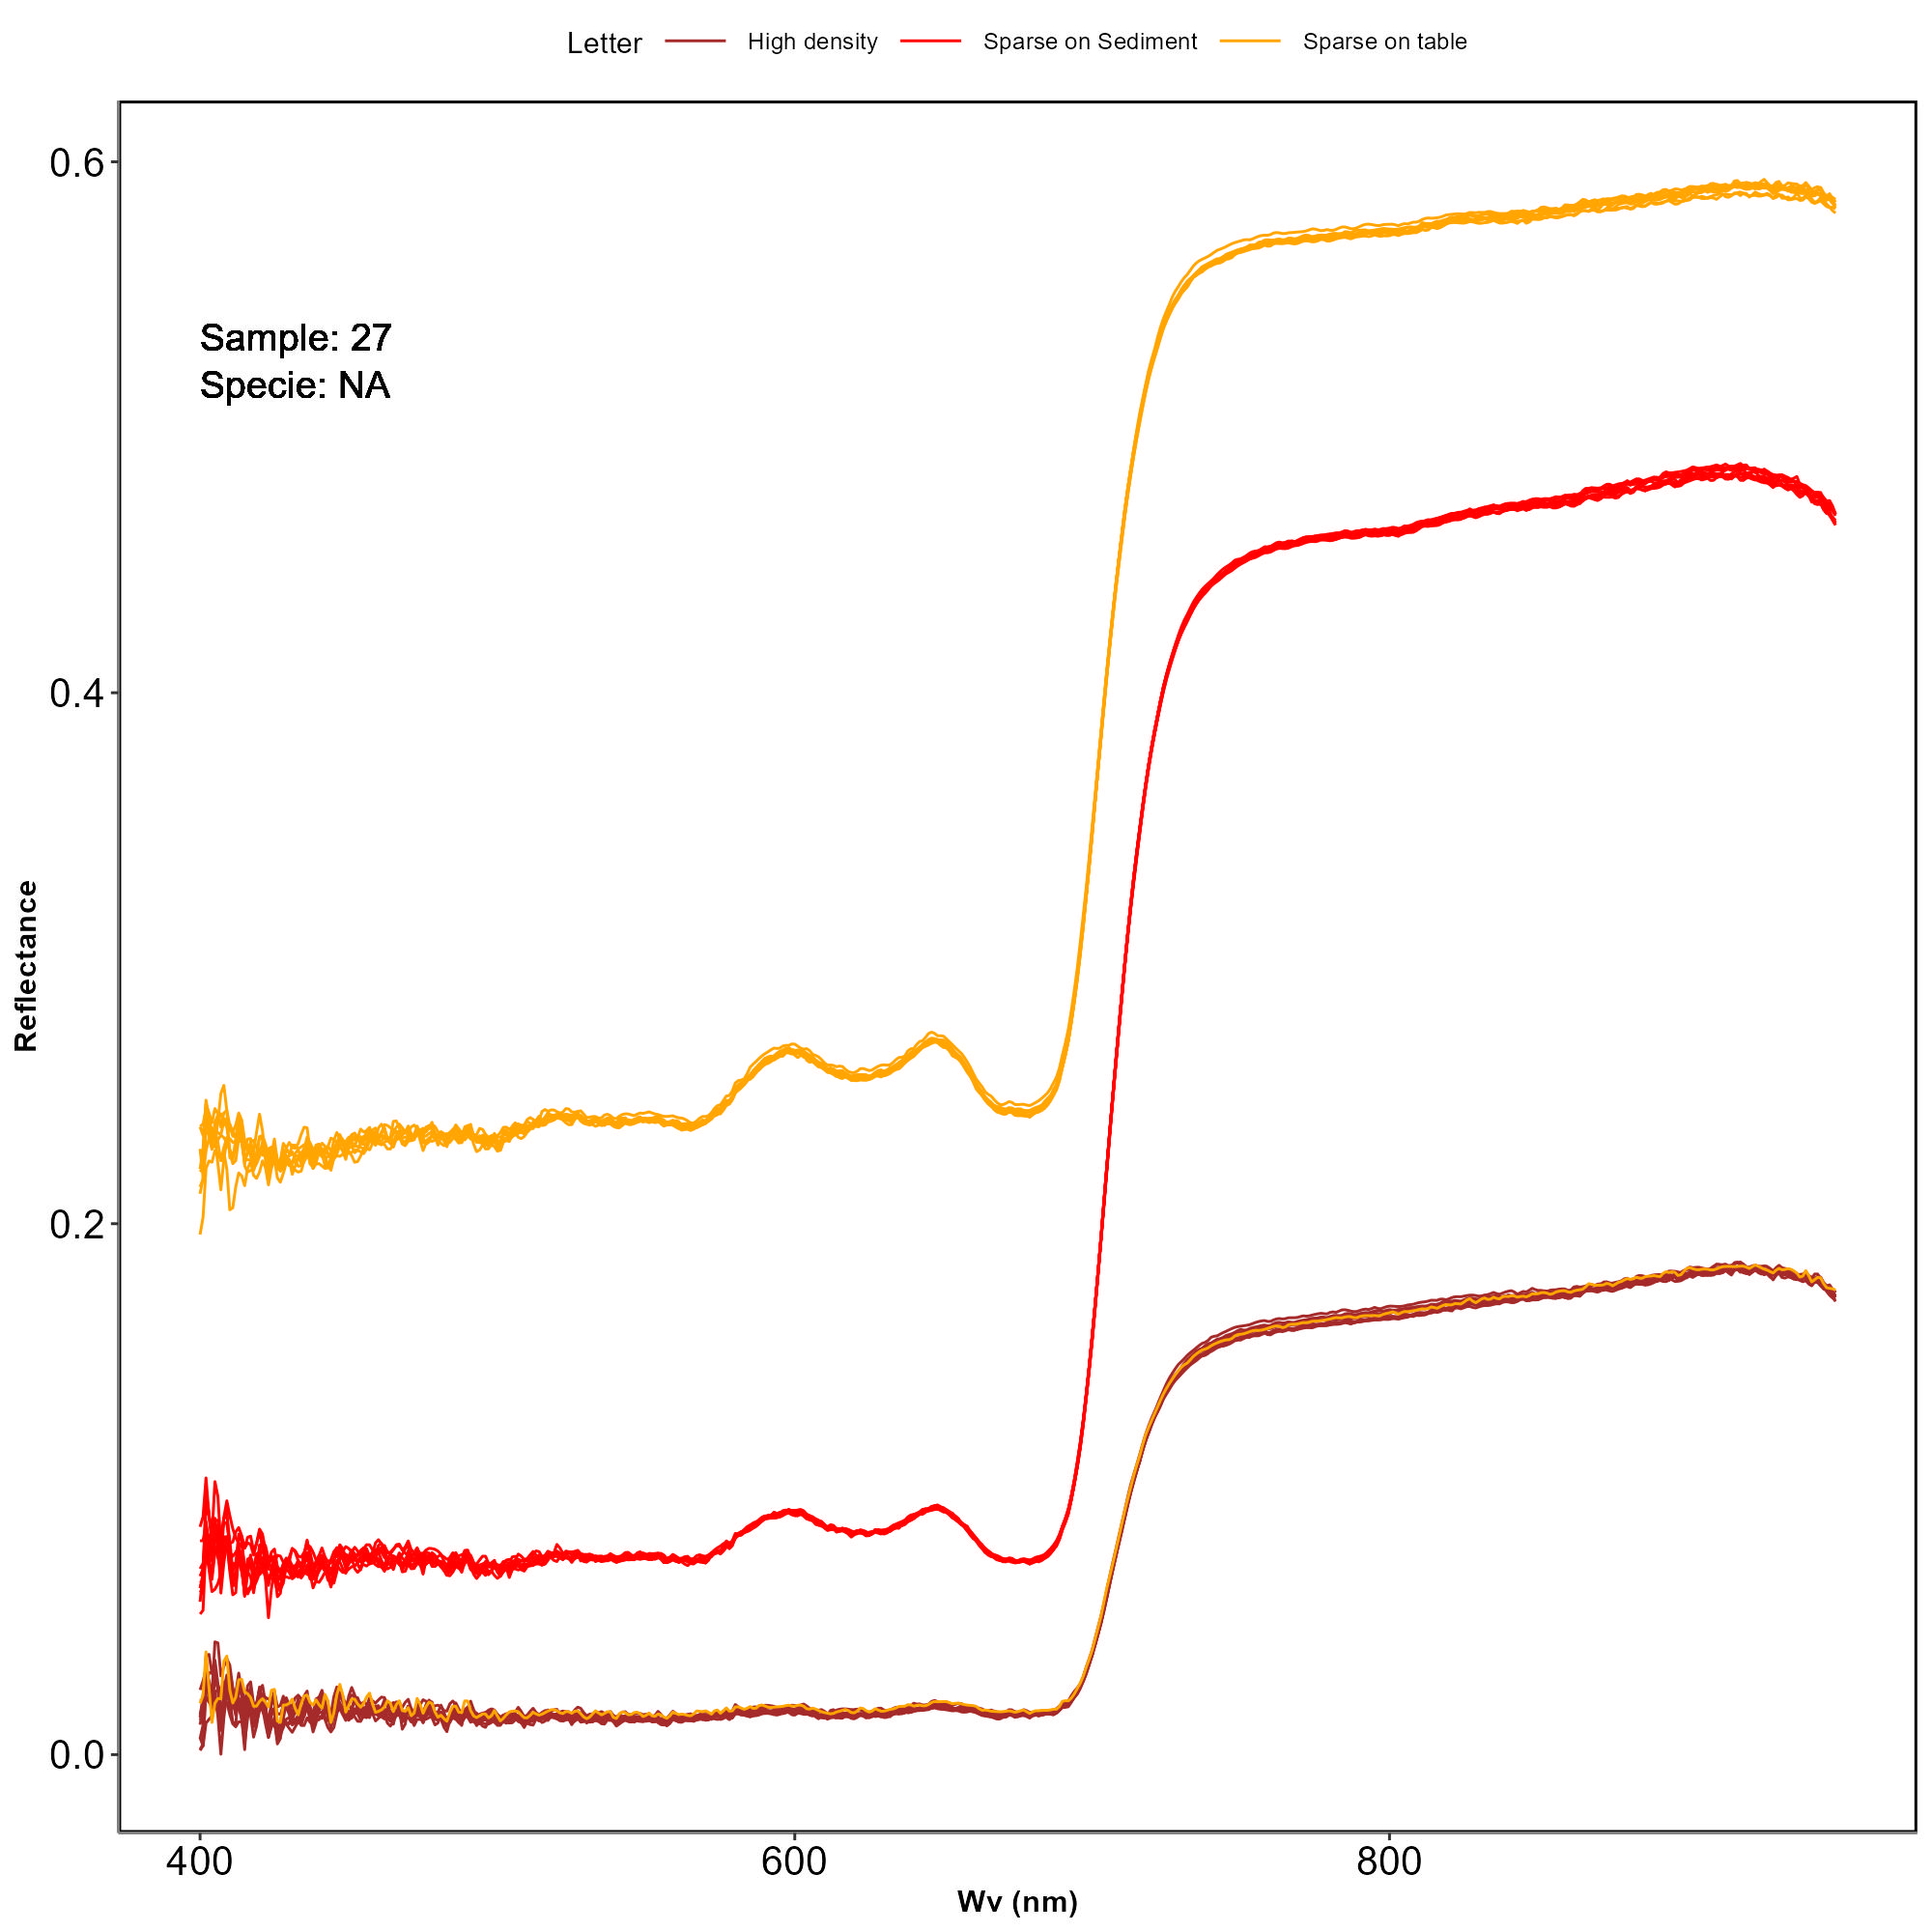 Letter High density Sparse on Sediment Sparse on table
0.6
Sample: 27
Specie: NA
0.4
Reflectance
0.2
0.0
400 600 800
Wv (nm)